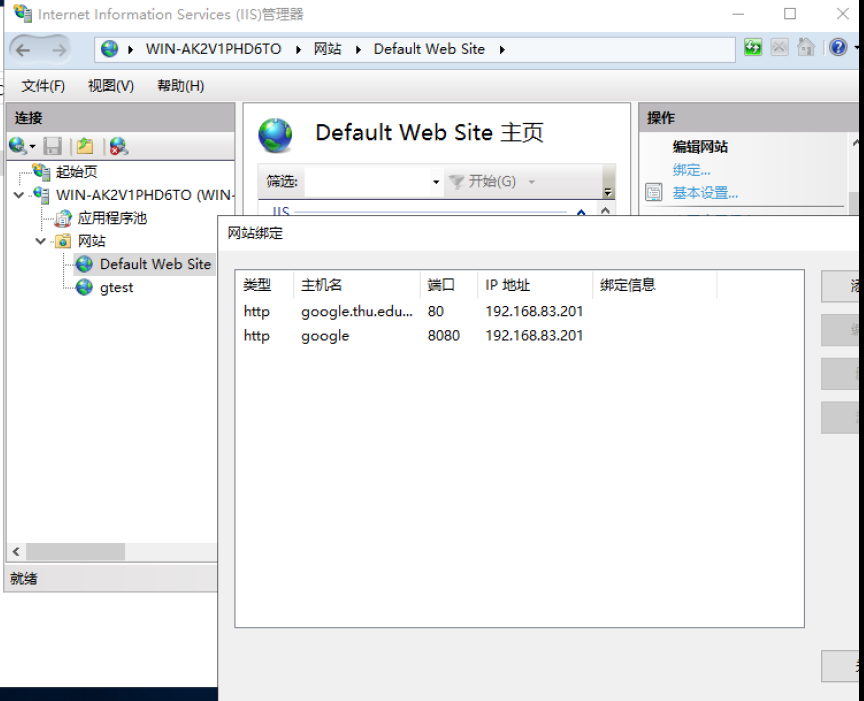 Internet Information Services (IIS)管理器
WIN-AK2V1PHD6TO 网站 Default Web Site
文件(F) 视图(V) 帮助(H)
连接
起始页
WIN-AK2V1PHD6TO (WIN-
应用程序池
网站
Default Web Site
gtest
就绪
Default Web Site 主页
筛选: 开始(G)
IIS
操作
编辑网站
绑定...
基本设置...
网站绑定
类型 主机名 端口 IP 地址 绑定信息
http google.thu.edu... 80 192.168.83.201
http google 8080 192.168.83.201